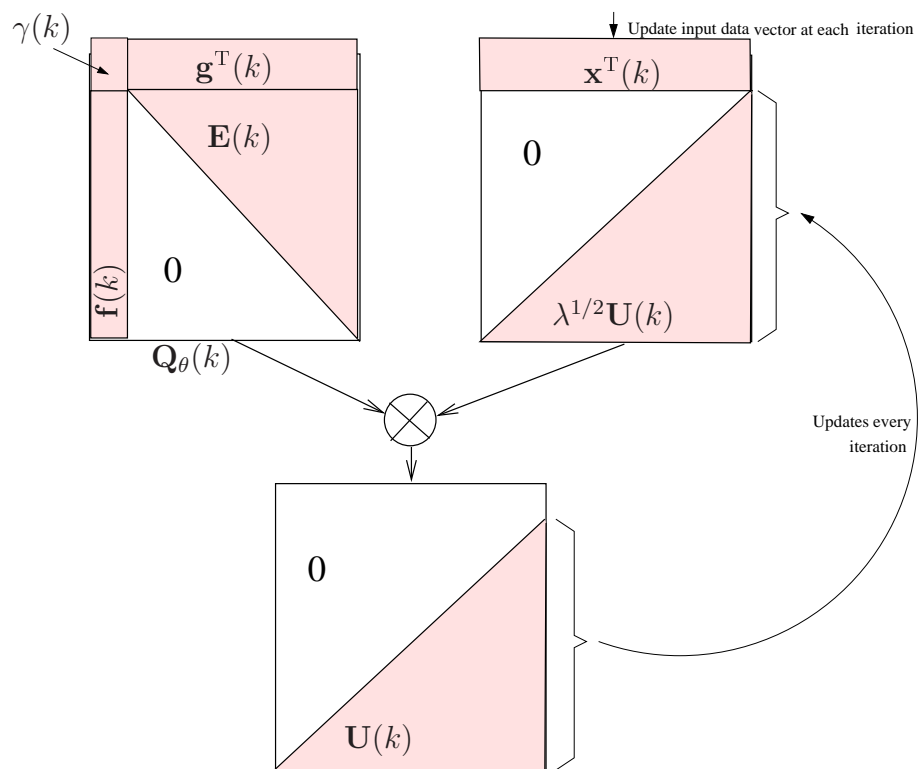 γ(k)
g^T(k)
E(k)
0
f(k)
Q_θ(k)
Update input data vector at each iteration
x^T(k)
0
λ^{1/2}U(k)
Updates every
iteration
0
U(k)